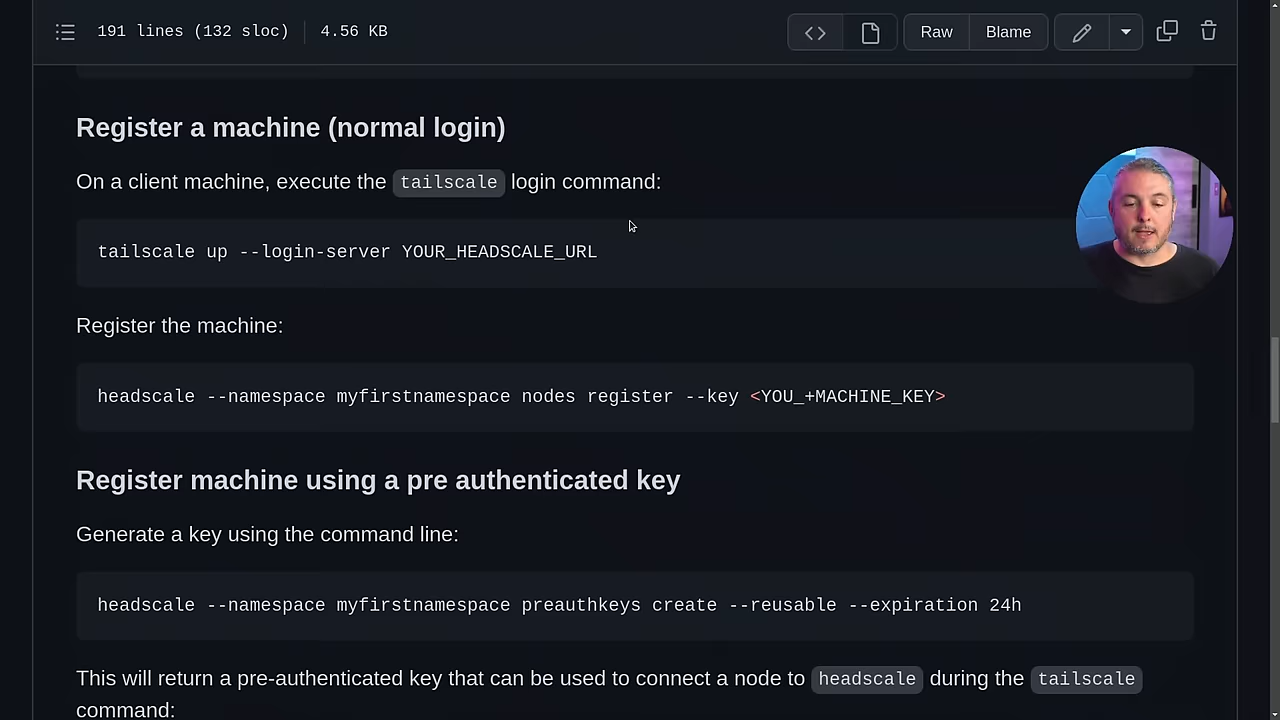 191 lines (132 sloc) 4.56 KB
Raw Blame
Register a machine (normal login)
On a client machine, execute the tailscale login command:
tailscale up --login-server YOUR_HEADSCALE_URL
Register the machine:
headscale --namespace myfirstnamespace nodes register --key <YOU_+MACHINE_KEY>
Register machine using a pre authenticated key
Generate a key using the command line:
headscale --namespace myfirstnamespace preauthkeys create --reusable --expiration 24h
This will return a pre-authenticated key that can be used to connect a node to headscale during the tailscale
command: